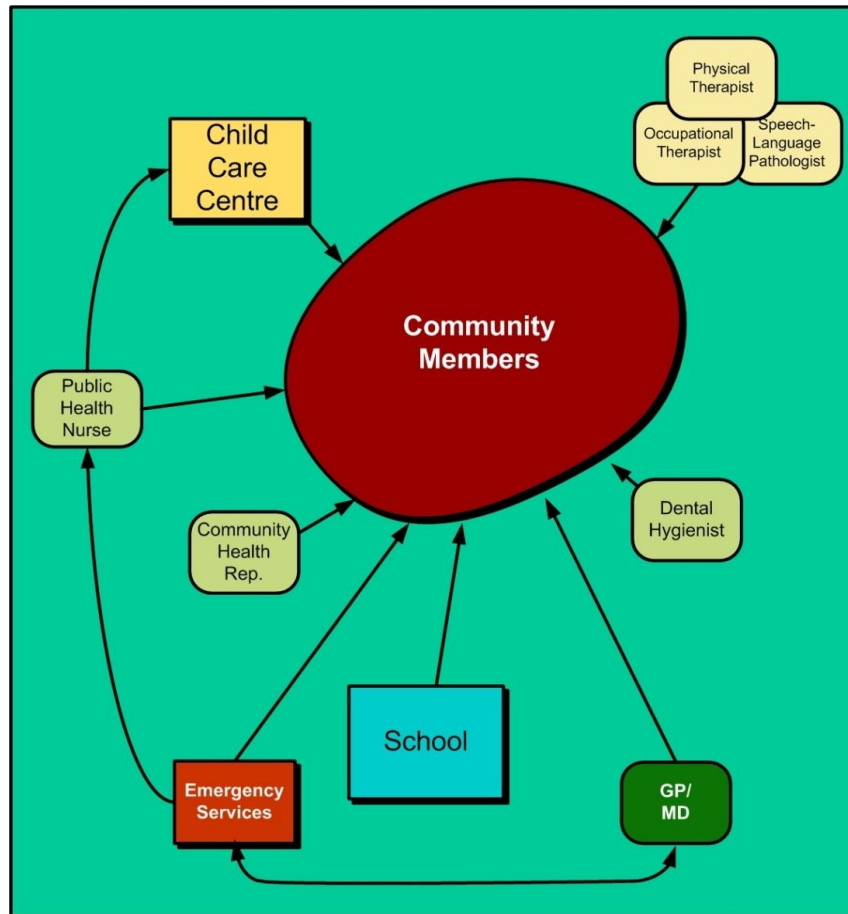 Physical
Therapist
Occupational
Therapist
Speech-
Language
Pathologist
Child
Care
Centre
Community
Members
Public
Health
Nurse
Community
Health
Rep.
Dental
Hygienist
School
Emergency
Services
GP/
MD